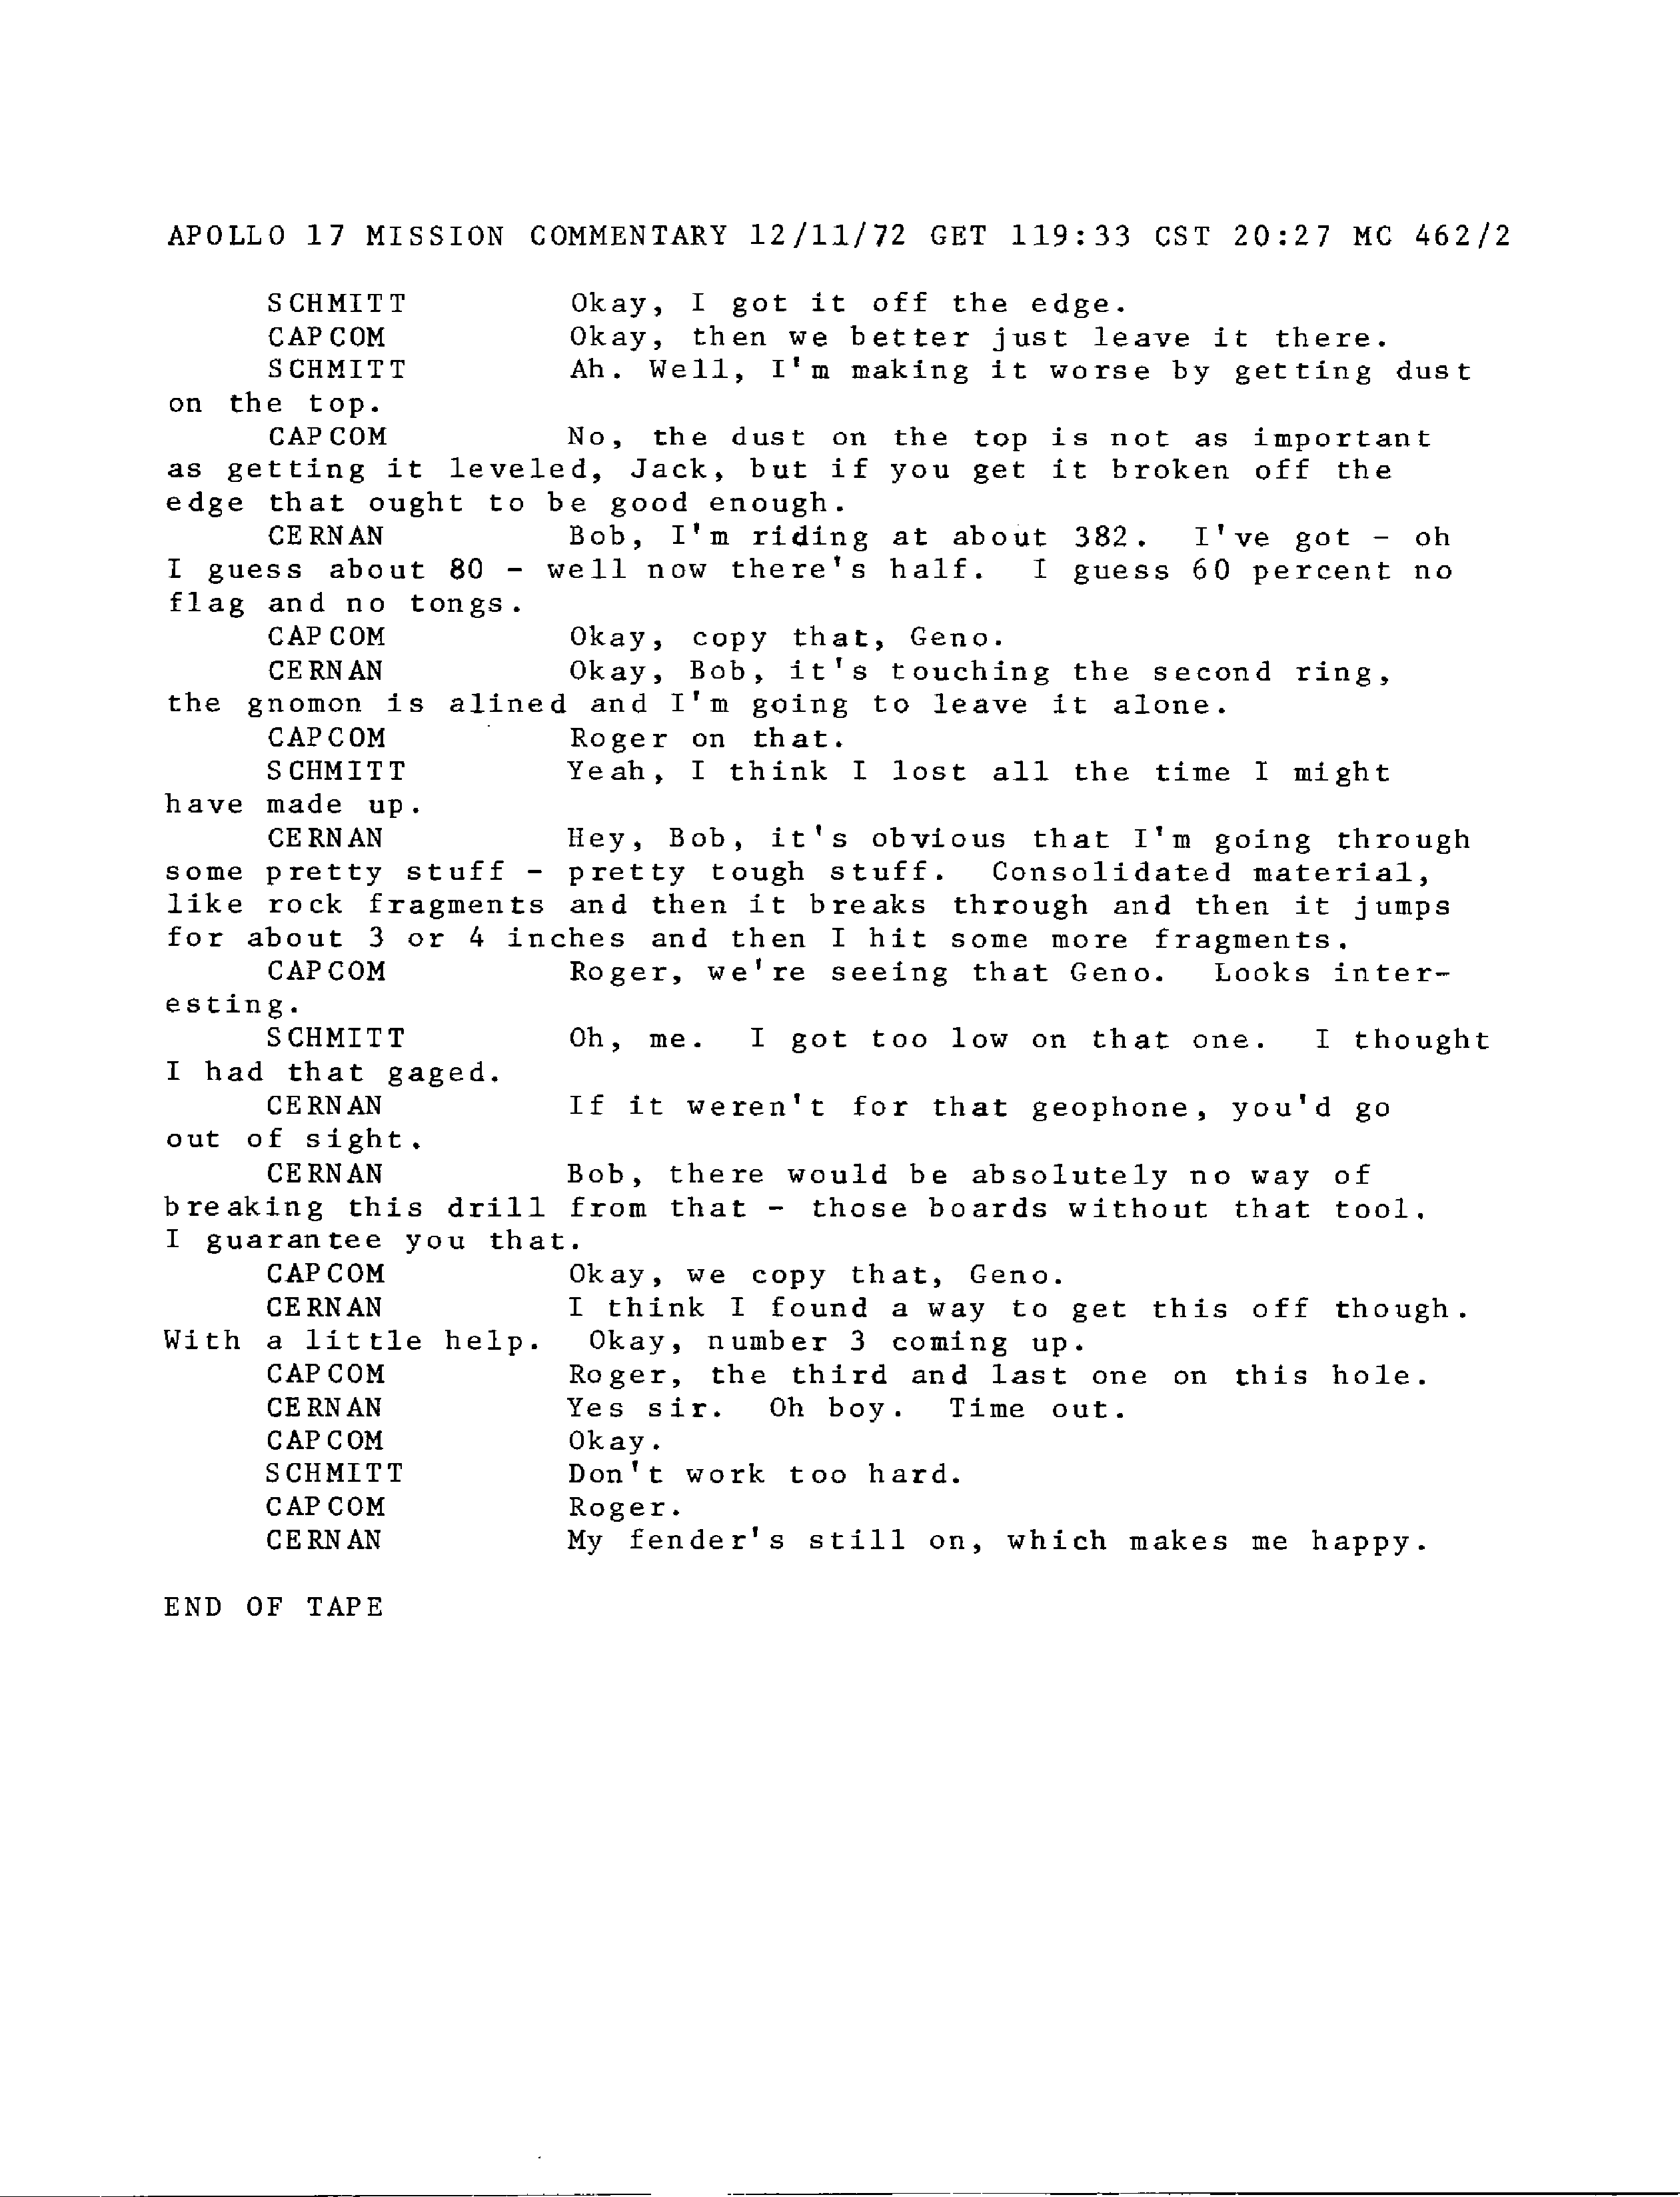 APOLLO 17 MISSION COMMENTARY 12/11/72 GET 119:33 CST 20:27 MC 462/2
SCHMITT Okay, I got it off the edge.
CAPCOM Okay, then we better just leave it there.
SCHMITT Ah. Well, I'm making it worse by getting dust
on the top.
CAPCOM No, the dust on the top is not as important
as getting it leveled, Jack, but if you get it broken off the
edge that ought to be good enough.
CERNAN Bob, I'm riding at about 382. I've got - oh
I guess about 80 - well now there's half. I guess 60 percent no
flag and no tongs.
CAPCOM Okay, copy that, Geno.
CERNAN Okay, Bob, it's touching the second ring,
the gnomon is alined and I'm going to leave it alone.
CAPCOM Roger on that.
SCHMITT Yeah, I think I lost all the time I might
have made up.
CERNAN Hey, Bob, it's obvious that I'm going through
some pretty stuff - pretty tough stuff. Consolidated material,
like rock fragments and then it breaks through and then it jumps
for about 3 or 4 inches and then I hit some more fragments.
CAPCOM Roger, we're seeing that Geno. Looks inter-
esting.
SCHMITT Oh, me. I got too low on that one. I thought
I had that gaged.
CERNAN If it weren't for that geophone, you'd go
out of sight.
CERNAN Bob, there would be absolutely no way of
breaking this drill from that - those boards without that tool.
I guarantee you that.
CAPCOM Okay, we copy that, Geno.
CERNAN I think I found a way to get this off though.
With a little help. Okay, number 3 coming up.
CAPCOM Roger, the third and last one on this hole.
CERNAN Yes sir. Oh boy. Time out.
CAPCOM Okay.
SCHMITT Don't work too hard.
CAPCOM Roger.
CERNAN My fender's still on, which makes me happy.
END OF TAPE